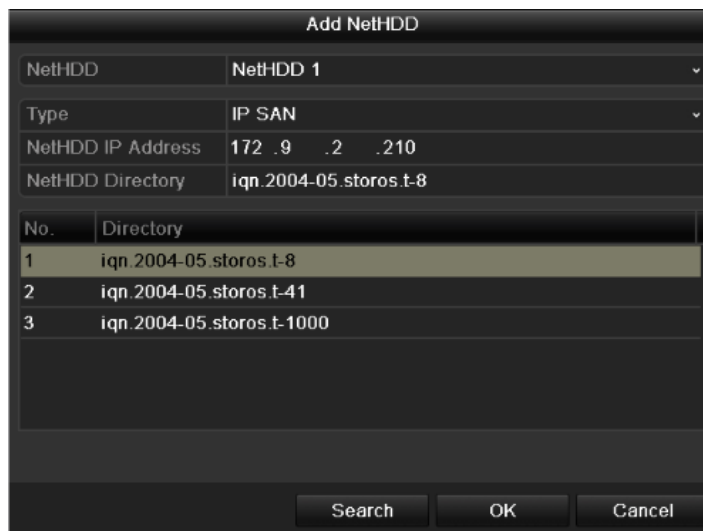 Add NetHDD
NetHDD NetHDD 1
Type IP SAN
NetHDD IP Address 172 .9 .2 .210
NetHDD Directory iqn.2004-05.storos.t-8
No. Directory
1 iqn.2004-05.storos.t-8
2 iqn.2004-05.storos.t-41
3 iqn.2004-05.storos.t-1000
Search OK Cancel